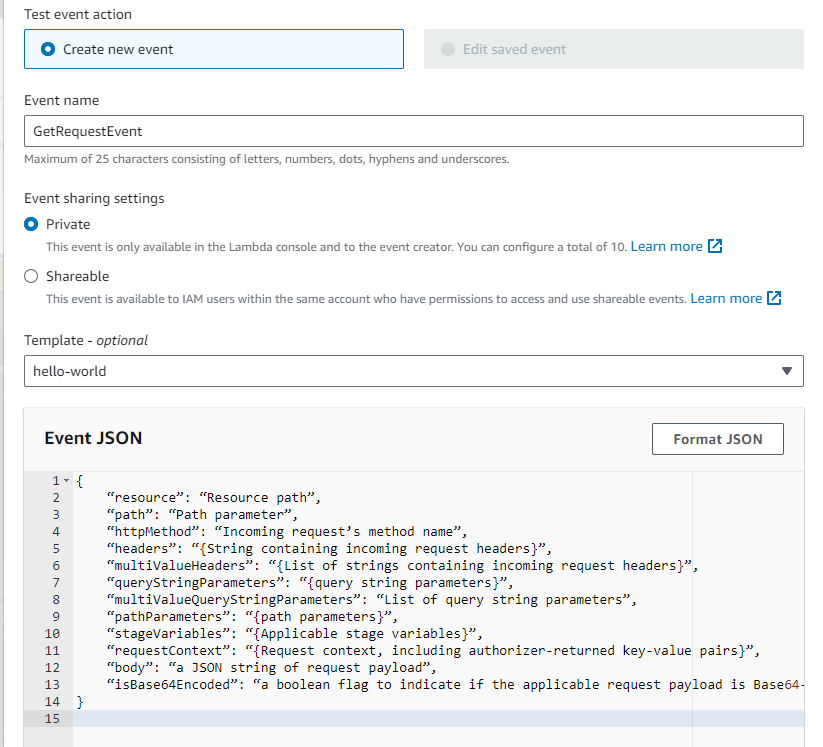 Test event action
Create new event
Edit saved event
Event name
GetRequestEvent
Maximum of 25 characters consisting of letters, numbers, dots, hyphens and underscores.
Event sharing settings
Private
This event is only available in the Lambda console and to the event creator. You can configure a total of 10. Learn more
Shareable
This event is available to IAM users within the same account who have permissions to access and use shareable events. Learn more
Template - optional
hello-world
Event JSON
Format JSON
1 {
2 “resource”: “Resource path”,
3 “path”: “Path parameter”,
4 “httpMethod”: “Incoming request’s method name”,
5 “headers”: “{String containing incoming request headers}”,
6 “multiValueHeaders”: “{List of strings containing incoming request headers}”,
7 “queryStringParameters”: “{query string parameters}”,
8 “multiValueQueryStringParameters”: “List of query string parameters”,
9 “pathParameters”: “{path parameters}”,
10 “stageVariables”: “{Applicable stage variables}”,
11 “requestContext”: “{Request context, including authorizer-returned key-value pairs}”,
12 “body”: “a JSON string of request payload”,
13 “isBase64Encoded”: “a boolean flag to indicate if the applicable request payload is Base64-
14 }
15